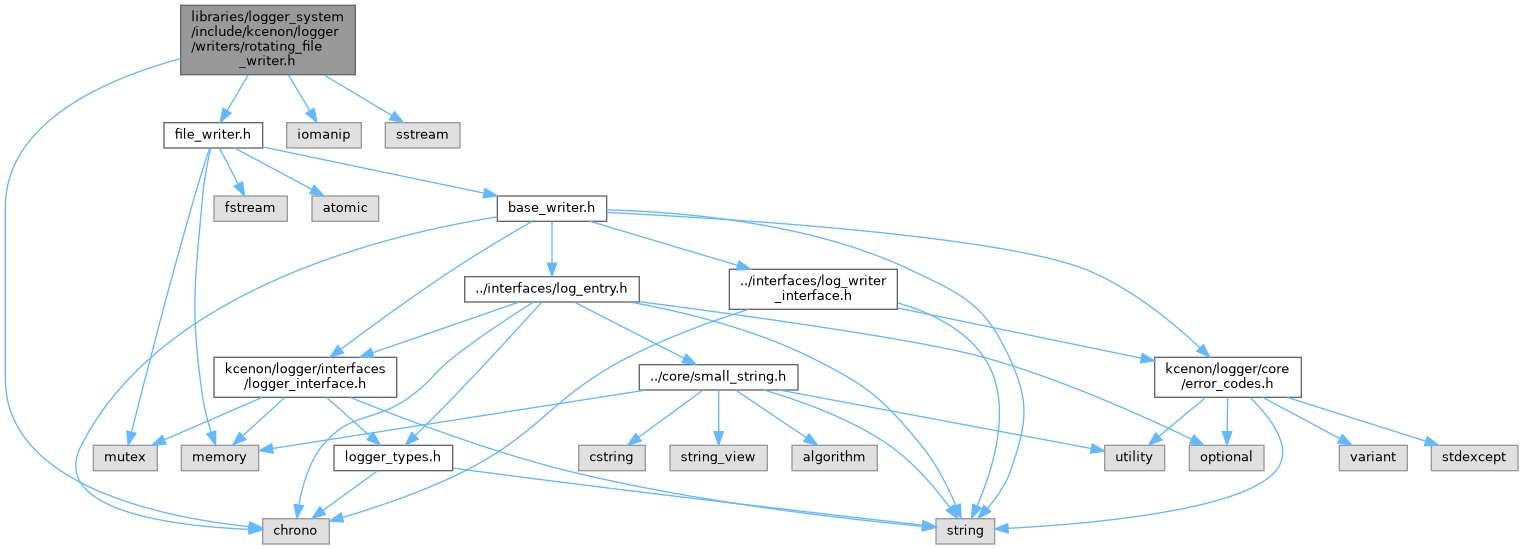 libraries/logger_system
/include/kcenon/logger
/writers/rotating_file
_writer.h
file_writer.h
iomanip
sstream
fstream
atomic
base_writer.h
../interfaces/log_entry.h
../interfaces/log_writer
_interface.h
kcenon/logger/interfaces
/logger_interface.h
../core/small_string.h
kcenon/logger/core
/error_codes.h
mutex
memory
logger_types.h
cstring
string_view
algorithm
utility
optional
variant
stdexcept
chrono
string